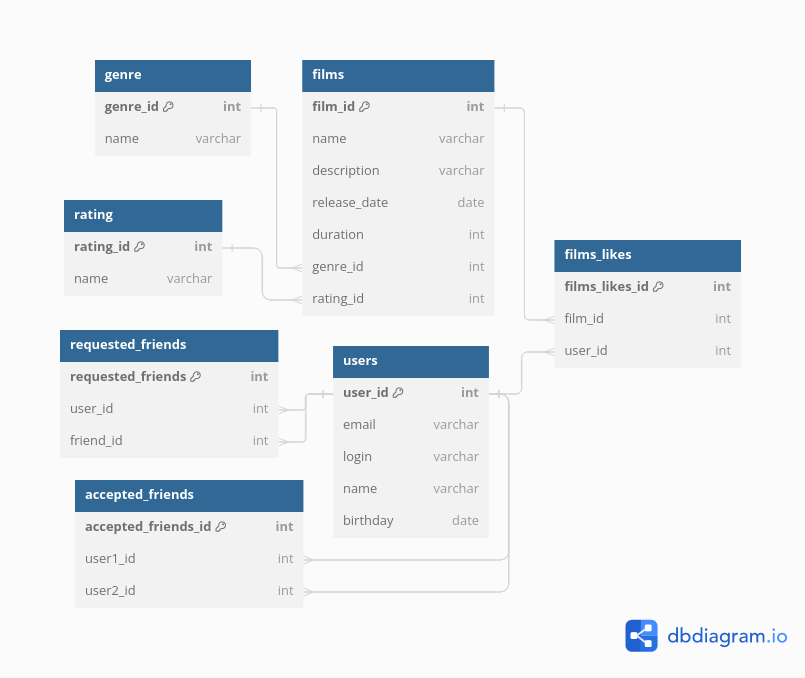 genre
genre_id int
name varchar
films
film_id int
name varchar
description varchar
release_date date
duration int
genre_id int
rating_id int
rating
rating_id int
name varchar
films_likes
films_likes_id int
film_id int
user_id int
requested_friends
requested_friends int
user_id int
friend_id int
users
user_id int
email varchar
login varchar
name varchar
birthday date
accepted_friends
accepted_friends_id int
user1_id int
user2_id int
dbdiagram.io